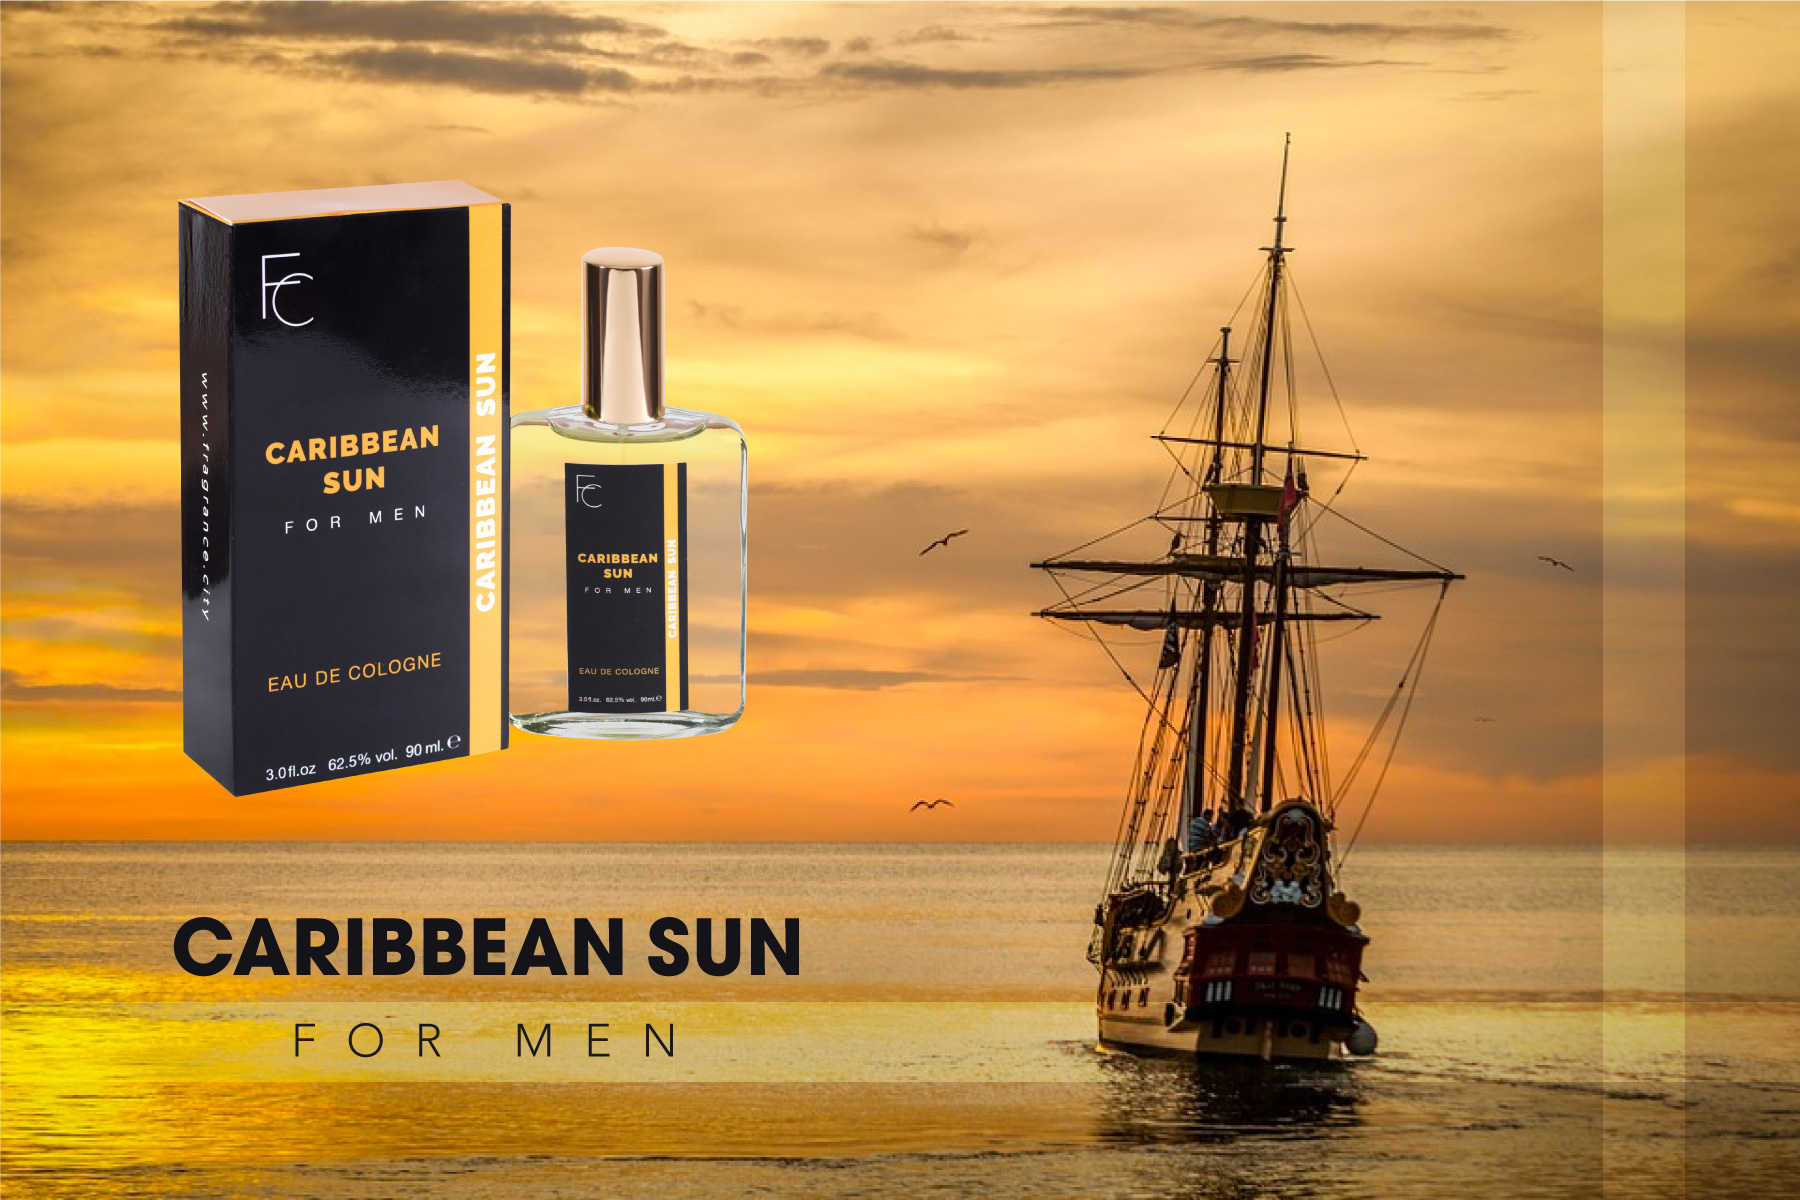 FC
www.fragrance.city
CARIBBEAN
SUN
FOR MEN
EAU DE COLOGNE
3.0fl.oz 62.5% vol. 90 ml. ℮
CARIBBEAN SUN
FC
CARIBBEAN
SUN
FOR MEN
EAU DE COLOGNE
3.0fl.oz. 62.5% vol. 90ml.℮
CARIBBEAN SUN
CARIBBEAN SUN
FOR MEN